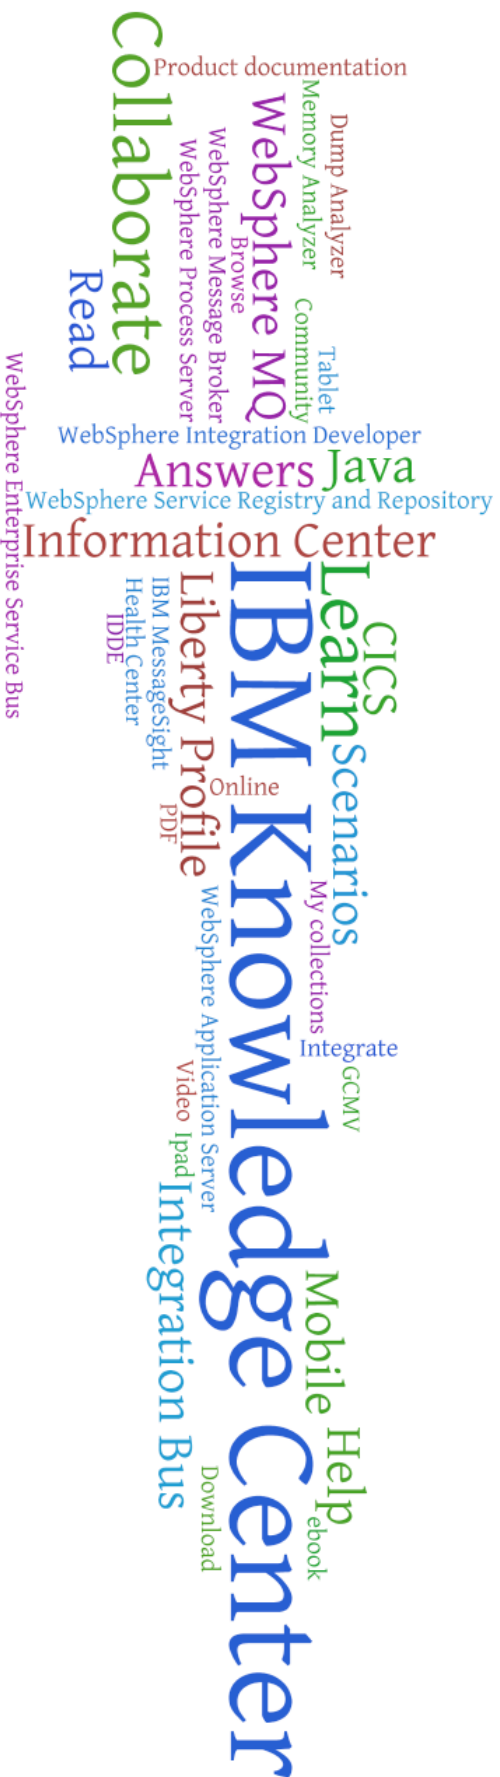 Collaborate
Product documentation
Memory Analyzer
Dump Analyzer
WebSphere MQ
WebSphere Message Broker
WebSphere Process Server
Browse
Read
Community
Tablet
WebSphere Enterprise Service Bus
WebSphere Integration Developer
Answers
Java
WebSphere Service Registry and Repository
Information Center
IBM Knowledge Center
Learn
CICS
Liberty Profile
IBM MessageSight
Health Center
IDDE
Scenarios
Online
PDF
My collections
WebSphere Application Server
Integrate
GCMV
Video
Ipad
Integration Bus
Mobile
Help
Download
ebook